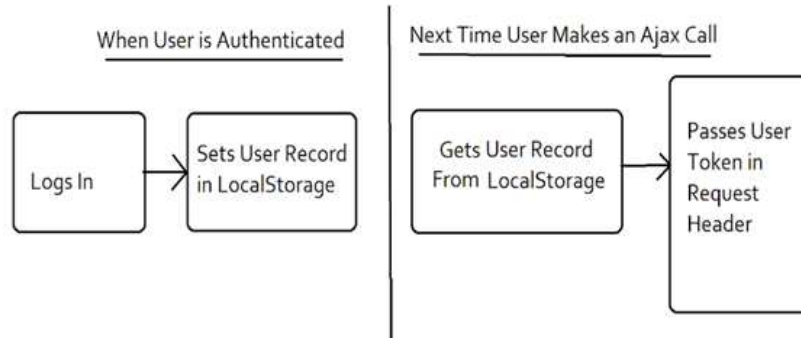 When User is Authenticated
Logs In
Sets User Record
in LocalStorage
Next Time User Makes an Ajax Call
Gets User Record
From LocalStorage
Passes User
Token in
Request
Header